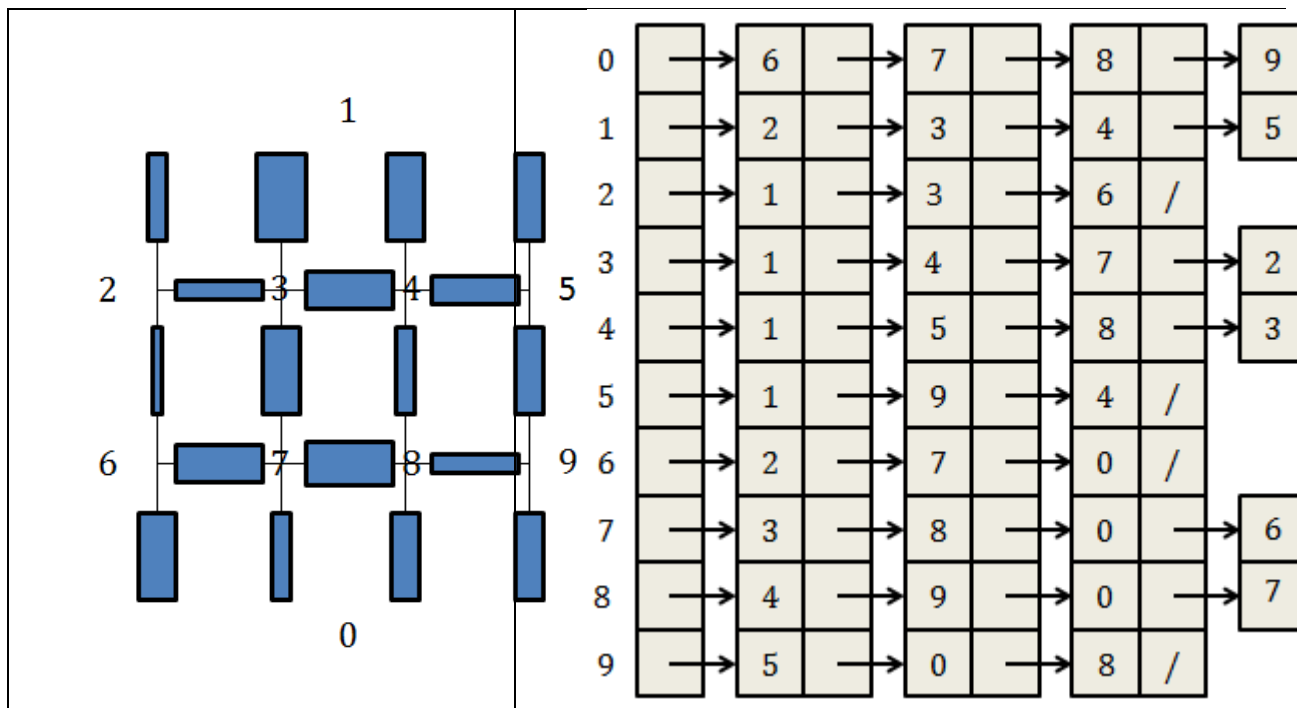 1
2 3 4 5
6 7 8 9
0
0 6 7 8 9
1 2 3 4 5
2 1 3 6 /
3 1 4 7 2
4 1 5 8 3
5 1 9 4 /
6 2 7 0 /
7 3 8 0 6
8 4 9 0 7
9 5 0 8 /